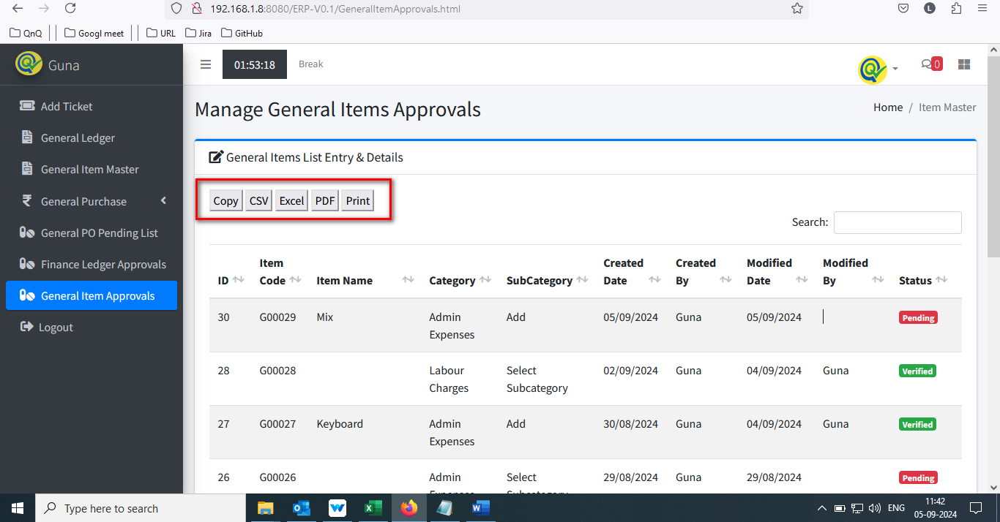 192.168.1.8:8080/ERP-V0.1/GeneralItemApprovals.html
L
QnQ Googl meet URL Jira GitHub
Guna
01:53:18 Break
0
Add Ticket
General Ledger
General Item Master
General Purchase
General PO Pending List
Finance Ledger Approvals
General Item Approvals
Logout
Manage General Items Approvals
Home / Item Master
General Items List Entry & Details
Copy CSV Excel PDF Print
Search:
ID Item Code Item Name Category SubCategory Created Date Created By Modified Date Modified By Status
30 G00029 Mix Admin Expenses Add 05/09/2024 Guna 05/09/2024 Pending
28 G00028 Labour Charges Select Subcategory 02/09/2024 Guna 04/09/2024 Guna Verified
27 G00027 Keyboard Admin Expenses Add 30/08/2024 Guna 04/09/2024 Guna Verified
26 G00026 Admin Expenses Select Subcategory 29/08/2024 Guna 29/08/2024 Pending
Type here to search
ENG
11:42
05-09-2024